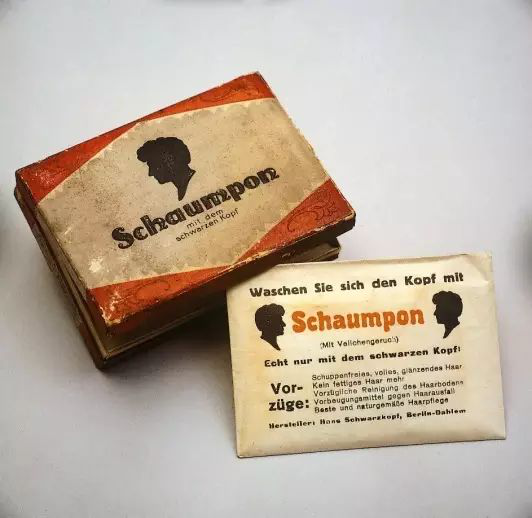 Schaumpon
mit dem
schwarzen Kopf
Waschen Sie sich den Kopf mit
Schaumpon
(Mit Veilchengeruch)
Echt nur mit dem schwarzen Kopf!
Vor-
züge:
Schuppenfreies, volles, glänzendes Haar
Kein fettiges Haar mehr
Vorzügliche Reinigung des Haarbodens
Vorbeugungsmittel gegen Haarausfall
Beste und naturgemäße Haarpflege
Hersteller: Hans Schwarzkopf, Berlin-Dahlem